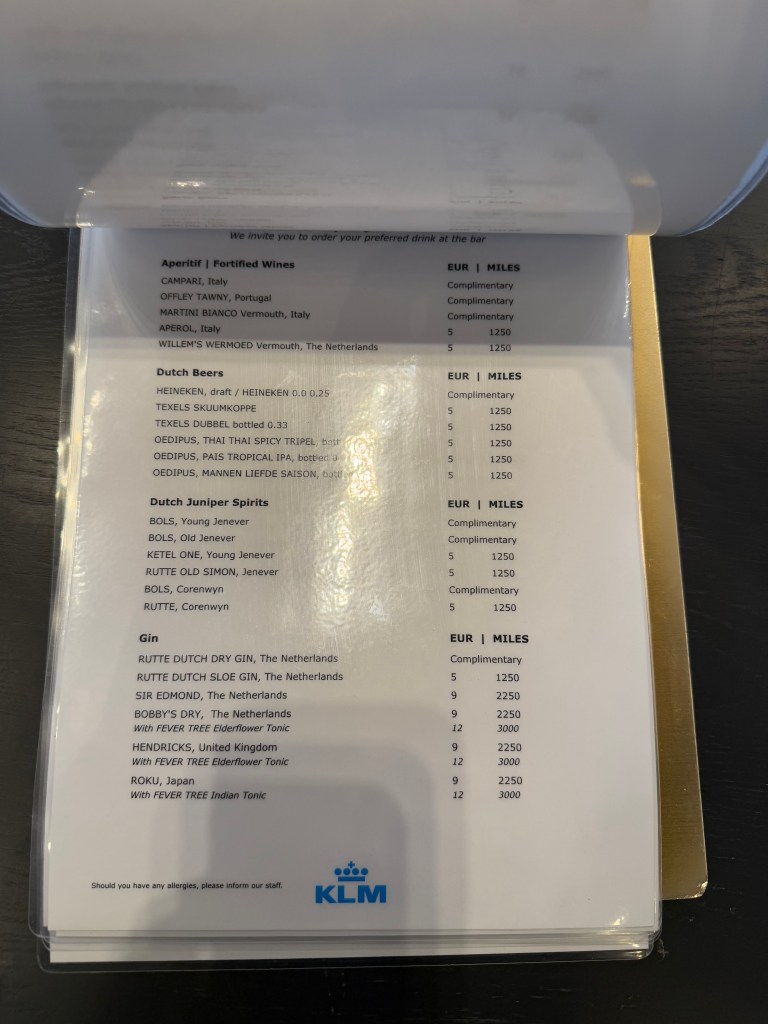 We invite you to order your preferred drink at the bar
Aperitif | Fortified Wines EUR | MILES
CAMPARI, Italy Complimentary
OFFLEY TAWNY, Portugal Complimentary
MARTINI BIANCO Vermouth, Italy Complimentary
APEROL, Italy 5 1250
WILLEM'S WERMOED Vermouth, The Netherlands 5 1250
Dutch Beers EUR | MILES
HEINEKEN, draft / HEINEKEN 0.0 0.25 Complimentary
TEXELS SKUUMKOPPE 5 1250
TEXELS DUBBEL bottled 0.33 5 1250
OEDIPUS, THAI THAI SPICY TRIPEL, 5 1250
OEDIPUS, PAIS TROPICAL IPA, bottled 5 1250
OEDIPUS, MANNEN LIEFDE SAISON, 5 1250
Dutch Juniper Spirits EUR | MILES
BOLS, Young Jenever Complimentary
BOLS, Old Jenever Complimentary
KETEL ONE, Young Jenever 5 1250
RUTTE OLD SIMON, Jenever 5 1250
BOLS, Corenwyn Complimentary
RUTTE, Corenwyn 5 1250
Gin EUR | MILES
RUTTE DUTCH DRY GIN, The Netherlands Complimentary
RUTTE DUTCH SLOE GIN, The Netherlands 5 1250
SIR EDMOND, The Netherlands 9 2250
BOBBY'S DRY, The Netherlands 9 2250
With FEVER TREE Elderflower Tonic 12 3000
HENDRICKS, United Kingdom 9 2250
With FEVER TREE Elderflower Tonic 12 3000
ROKU, Japan 9 2250
With FEVER TREE Indian Tonic 12 3000
Should you have any allergies, please inform our staff.
KLM